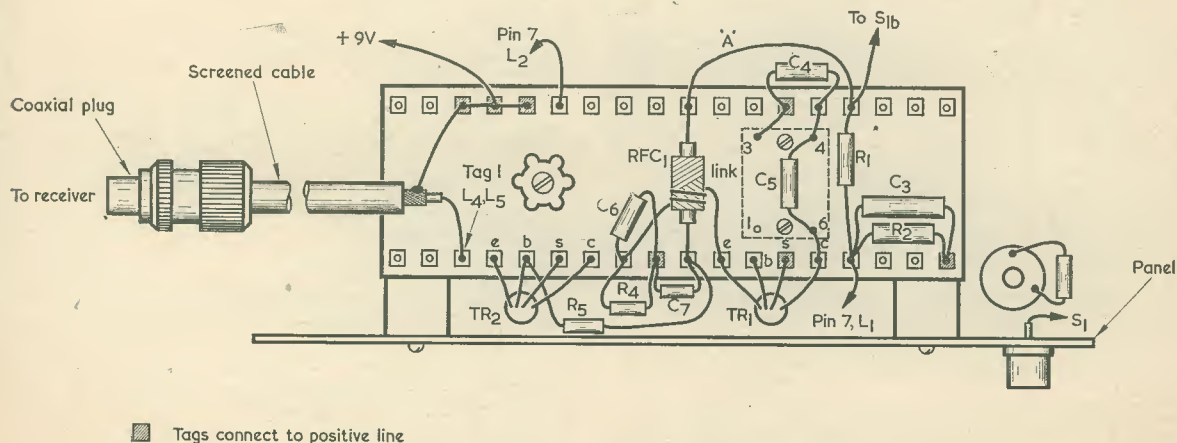 To S1b
"A"
+ 9V
Pin 7
L2
C4
Screened cable
Coaxial plug
3
4
R1
RFC1
link
Tag 1
L4, L5
C5
C3
To receiver
C6
1
6
R2
e
b
s
c
e
b
s
c
Panel
R4
R5
C7
TR2
TR1
Pin 7, L1
S1
Tags connect to positive line